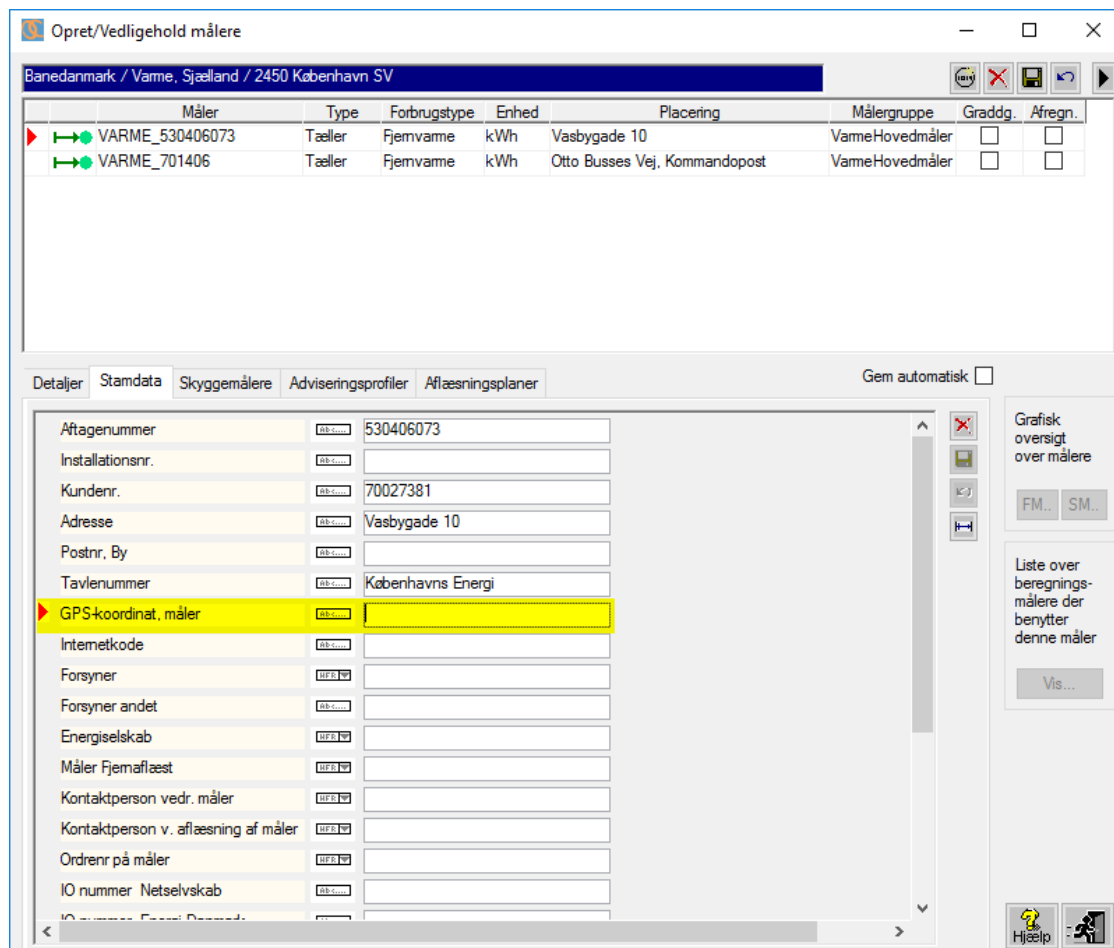 Opret/Vedligehold målere
Banedanmark / Varme, Sjælland / 2450 København SV
Måler Type Forbrugstype Enhed Placering Målergruppe Graddg. Afregn.
VARME_530406073 Tæller Fjernvarme kWh Vasbygade 10 VarmeHovedmåler
VARME_701406 Tæller Fjernvarme kWh Otto Busses Vej, Kommandopost VarmeHovedmåler
Detaljer Stamdata Skyggemålere Adviseringsprofiler Aflæsningsplaner Gem automatisk
Aftagenummer 530406073
Installationsnr.
Kundenr. 70027381
Adresse Vasbygade 10
Postnr, By
Tavlenummer Københavns Energi
GPS-koordinat, måler
Internetkode
Forsyner
Forsyner andet
Energiselskab
Måler Fjernaflæst
Kontaktperson vedr. måler
Kontaktperson v. aflæsning af måler
Ordrenr på måler
IO nummer Netselvskab
Grafisk
oversigt
over målere
FM.. SM..
Liste over
beregnings-
målere der
benytter
denne måler
Vis...
Hjælp